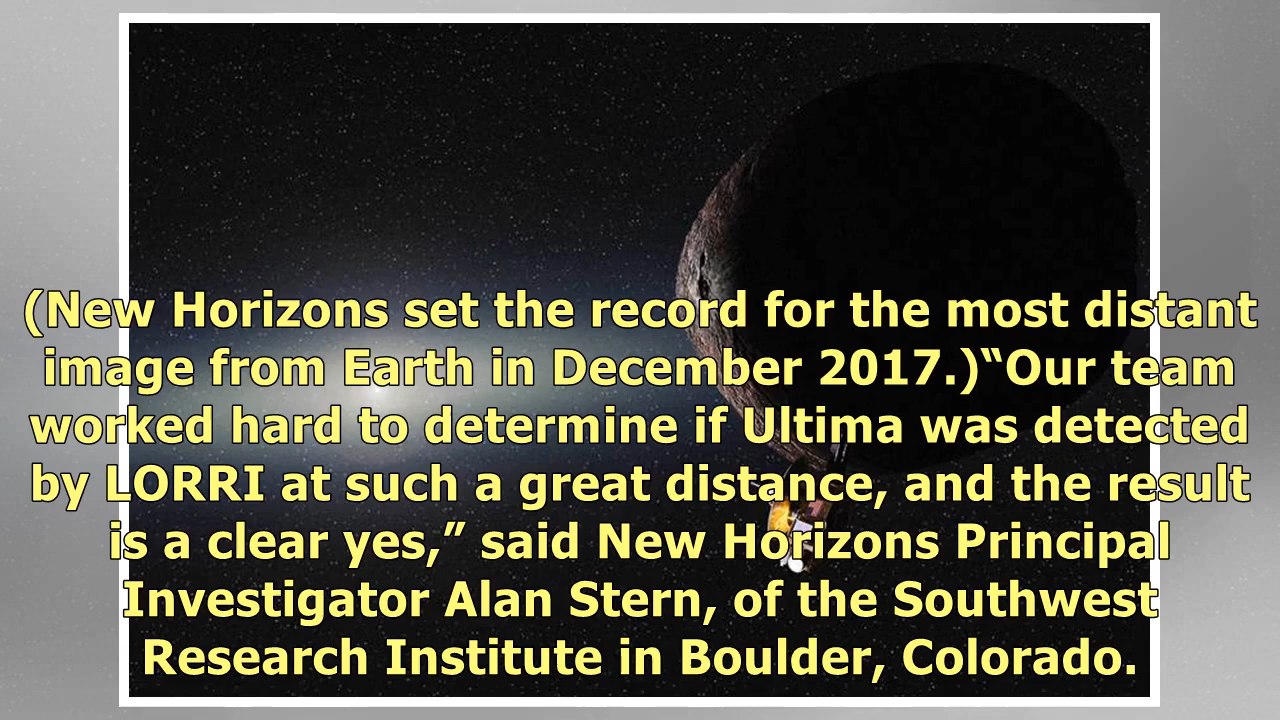 (New Horizons set the record for the most distant
image from Earth in December 2017.)“Our team
worked hard to determine if Ultima was detected
by LORRI at such a great distance, and the result
is a clear yes,” said New Horizons Principal
Investigator Alan Stern, of the Southwest
Research Institute in Boulder, Colorado.